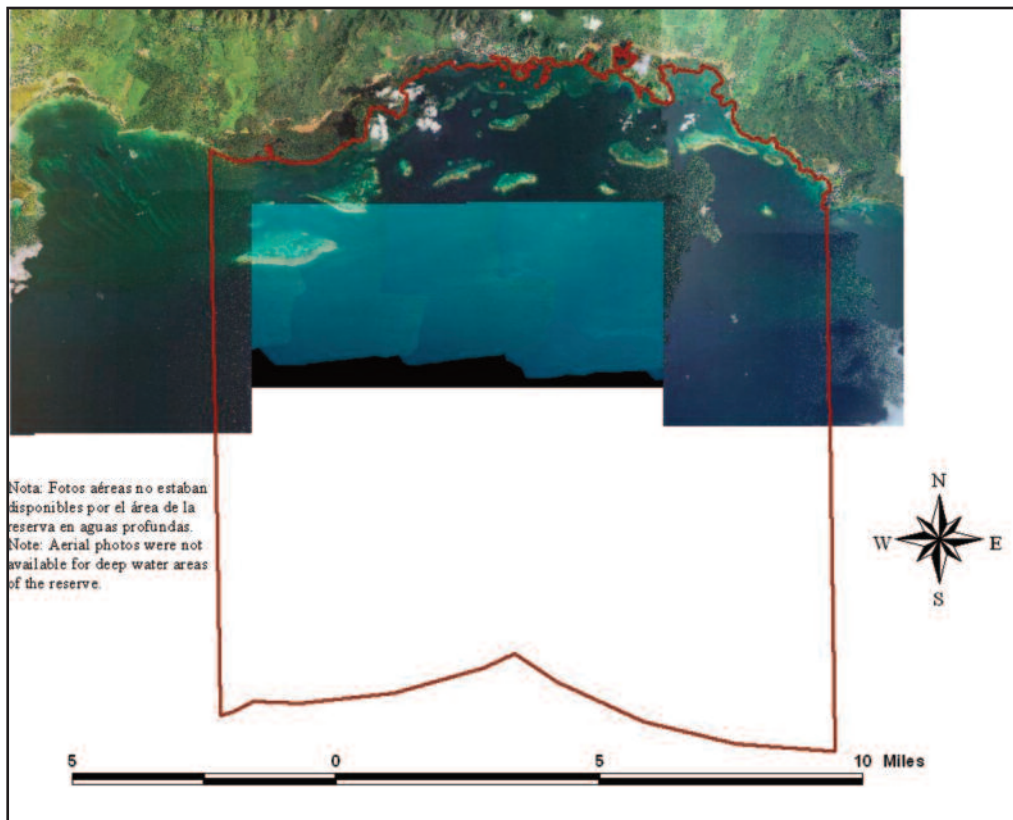 Nota: Fotos aéreas no estaban
disponibles por el área de la
reserva en aguas profundas.
Note: Aerial photos were not
available for deep water areas
of the reserve.
N
W E
S
5 0 5 10 Miles